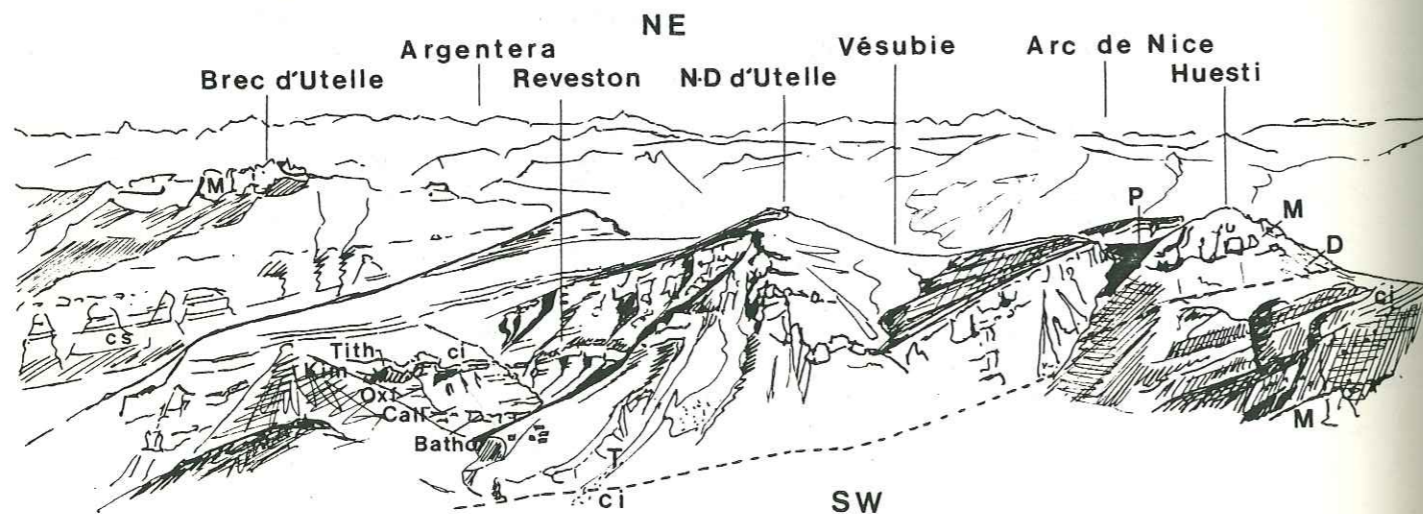 NE
Argentera
Vésubie
Arc de Nice
Brec d'Utelle
Reveston
N·D d'Utelle
Huesti
M
P
M
D
ci
cs
Tith
ci
Kim
Oxf
Call
Batho
M
T
ci
SW